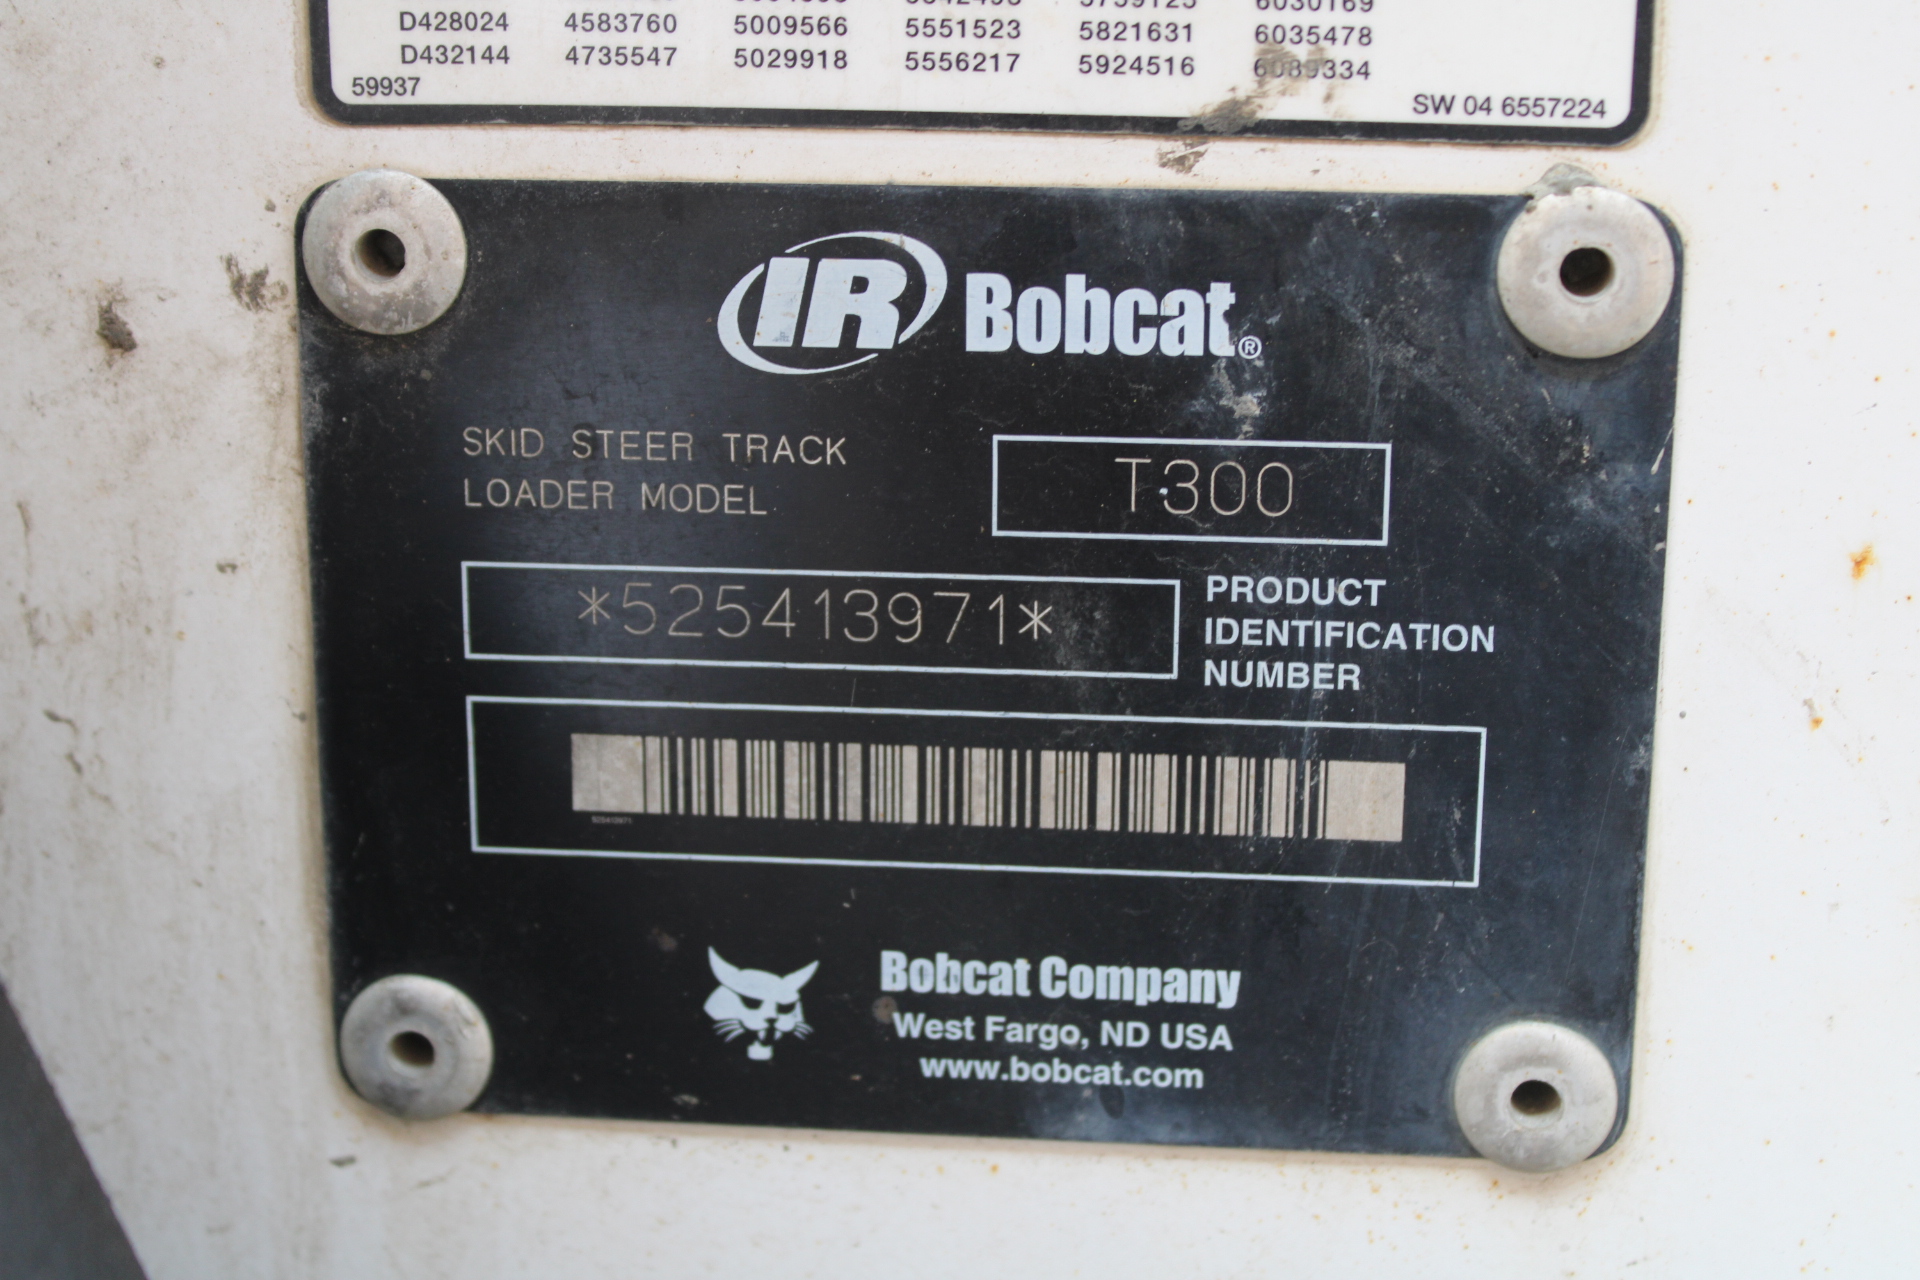 D428024 4583760 5009566 5551523 5821631 6035478
D432144 4735547 5029918 5556217 5924516 6089334
59937
SW 04 6557224
IR Bobcat®
SKID STEER TRACK
LOADER MODEL
T300
*525413971*
PRODUCT
IDENTIFICATION
NUMBER
Bobcat Company
West Fargo, ND USA
www.bobcat.com